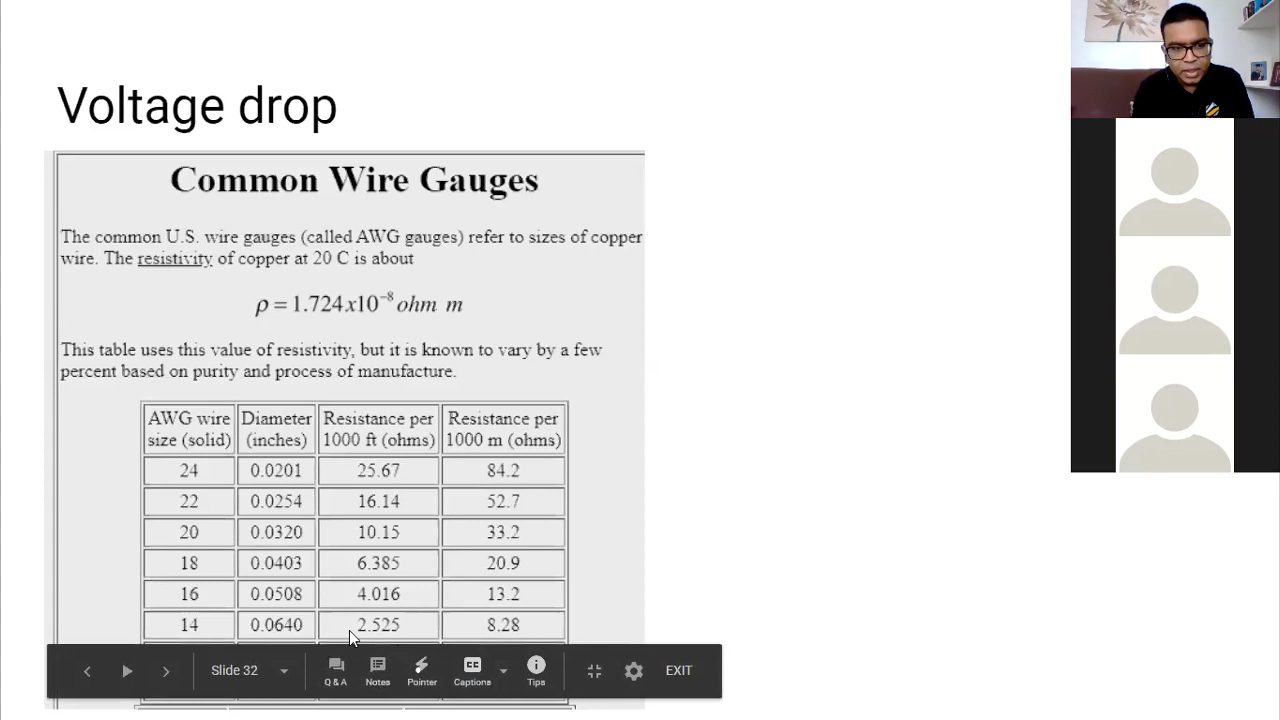 Voltage drop
Common Wire Gauges
The common U.S. wire gauges (called AWG gauges) refer to sizes of copper
wire. The resistivity of copper at 20 C is about
ρ = 1.724x10⁻⁸ ohm m
This table uses this value of resistivity, but it is known to vary by a few
percent based on purity and process of manufacture.
AWG wire size (solid) Diameter (inches) Resistance per 1000 ft (ohms) Resistance per 1000 m (ohms)
24 0.0201 25.67 84.2
22 0.0254 16.14 52.7
20 0.0320 10.15 33.2
18 0.0403 6.385 20.9
16 0.0508 4.016 13.2
14 0.0640 2.525 8.28
Slide 32 Q & A Notes Pointer Captions Tips EXIT